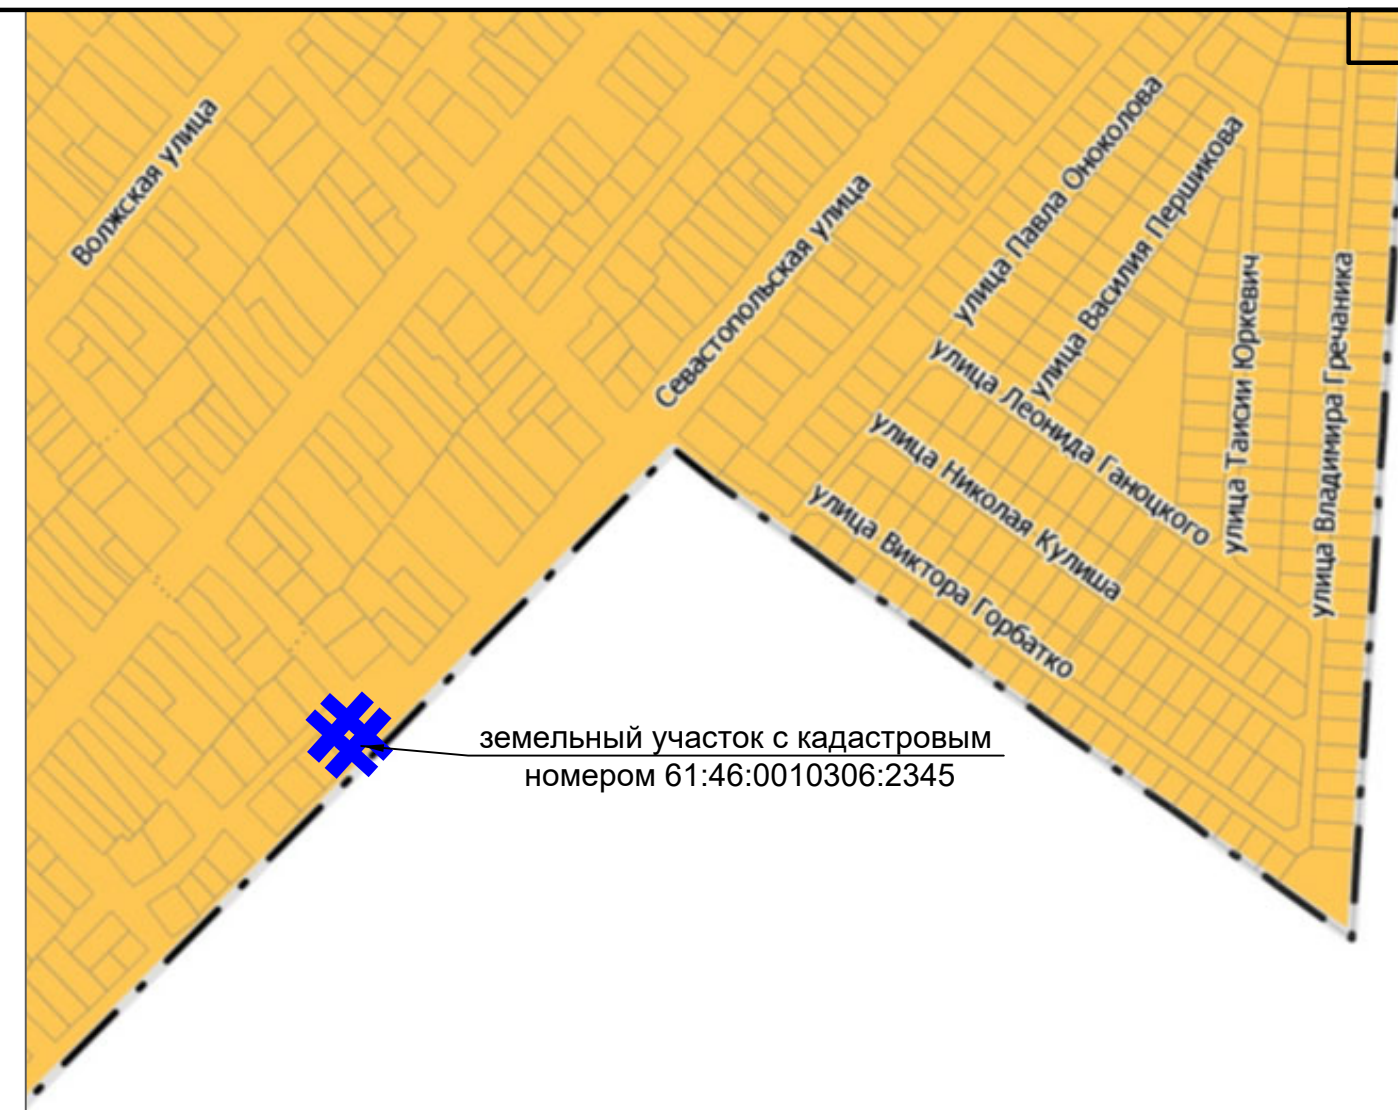 Волжская улица
Севастопольская улица
улица Павла Оноколова
улица Василия Першикова
улица Леонида Ганоцкого
улица Николая Кулиша
улица Виктора Горбатко
улица Таисии Юркевич
улица Владимира Гречаника
земельный участок с кадастровым
номером 61:46:0010306:2345